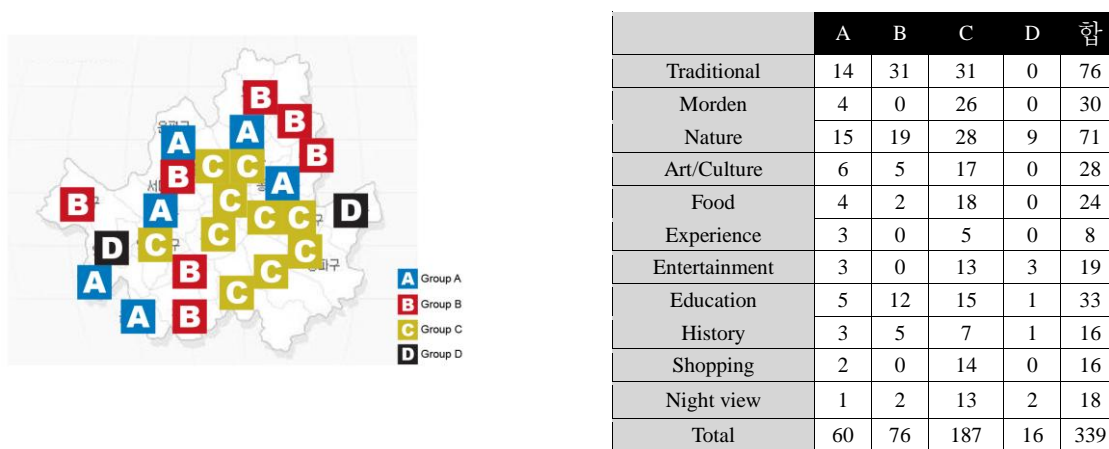 B
B
A A B
C C
B A
B A C D
C C
D C C C
A B C
C
A B
A Group A
B Group B
C Group C
D Group D
A B C D 합
Traditional 14 31 31 0 76
Morden 4 0 26 0 30
Nature 15 19 28 9 71
Art/Culture 6 5 17 0 28
Food 4 2 18 0 24
Experience 3 0 5 0 8
Entertainment 3 0 13 3 19
Education 5 12 15 1 33
History 3 5 7 1 16
Shopping 2 0 14 0 16
Night view 1 2 13 2 18
Total 60 76 187 16 339